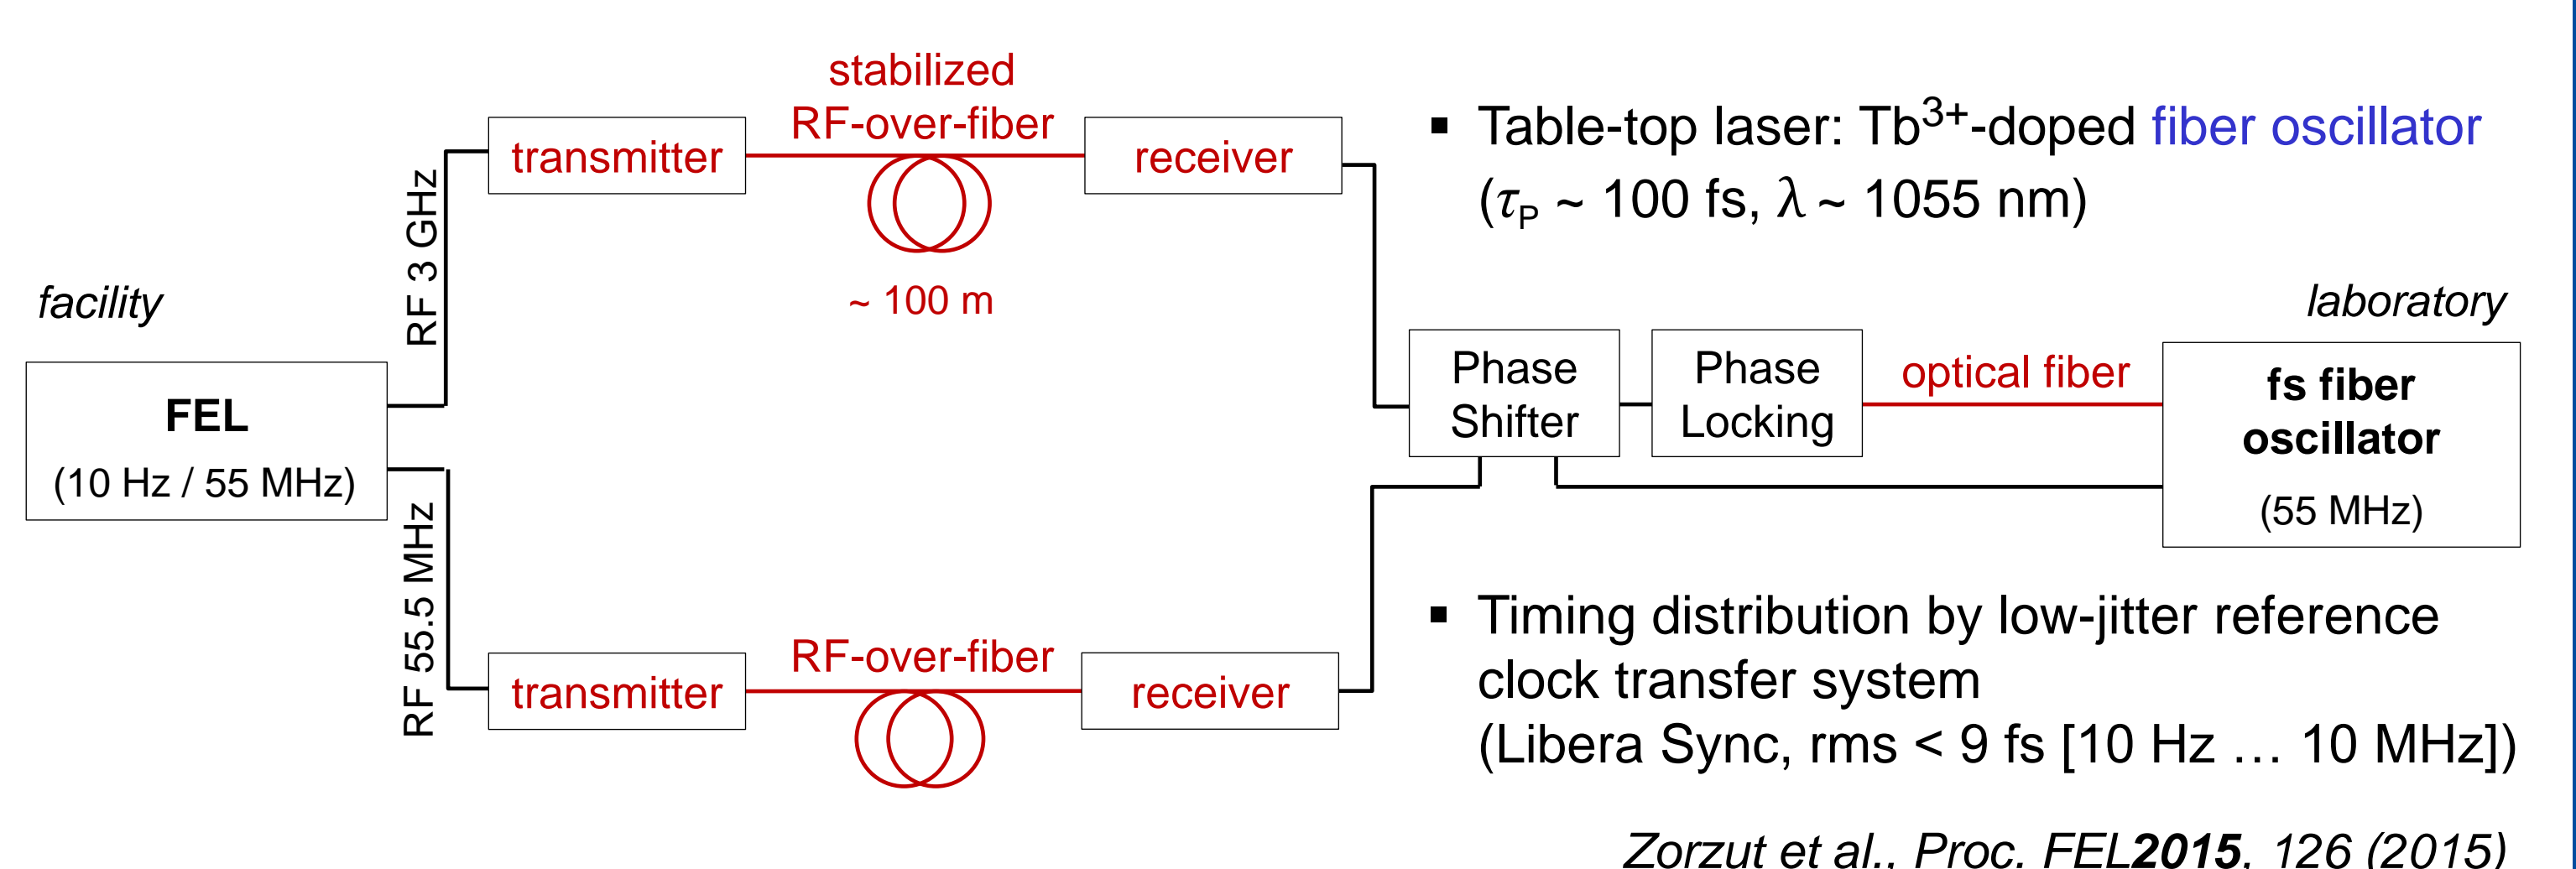 stabilized
RF-over-fiber
transmitter
receiver
~ 100 m
RF 3 GHz
facility
FEL
(10 Hz / 55 MHz)
RF 55.5 MHz
transmitter
RF-over-fiber
receiver
▪ Table-top laser: Tb³⁺-doped fiber oscillator
(τP ~ 100 fs, λ ~ 1055 nm)
laboratory
Phase
Shifter
Phase
Locking
optical fiber
fs fiber
oscillator
(55 MHz)
▪ Timing distribution by low-jitter reference
clock transfer system
(Libera Sync, rms < 9 fs [10 Hz … 10 MHz])
Zorzut et al., Proc. FEL2015, 126 (2015)